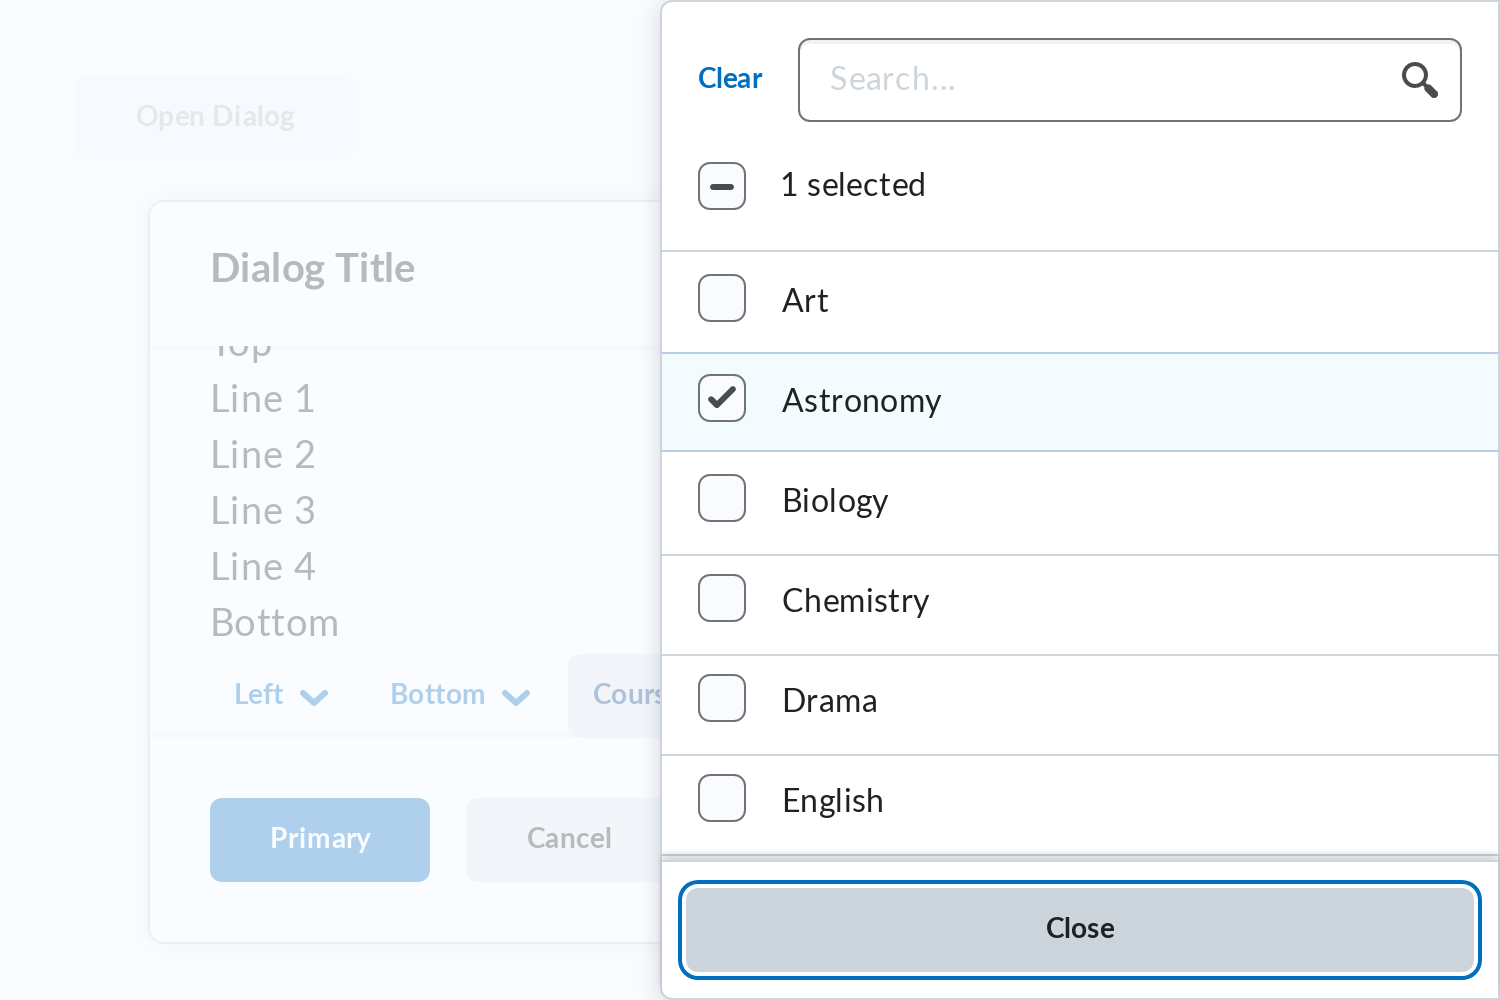 Open Dialog
Dialog Title
Top
Line 1
Line 2
Line 3
Line 4
Bottom
Left
Bottom
Primary
Cancel
Clear
Search...
1 selected
Art
Astronomy
Biology
Chemistry
Drama
English
Close